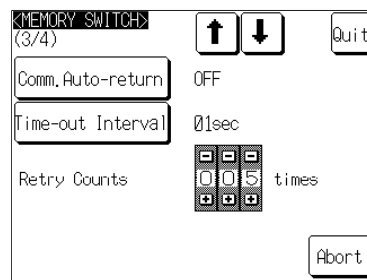 <MEMORY SWITCH>
(3/4) Quit
Comm.Auto-return OFF
Time-out Interval 01sec
Retry Counts 005 times
Abort